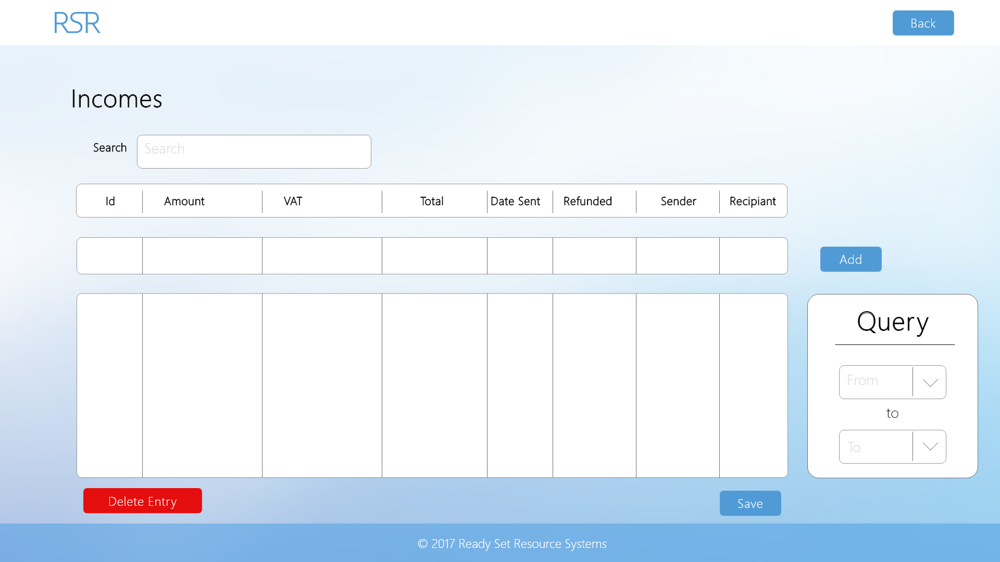 RSR
Back
Incomes
Search
Search
Id Amount VAT Total Date Sent Refunded Sender Recipiant
Add
Query
From
to
To
Delete Entry
Save
© 2017 Ready Set Resource Systems